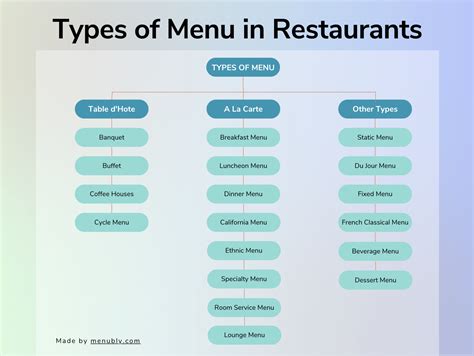 Types of Menu in Restaurants
TYPES OF MENU
Table d'Hote
Banquet
Buffet
Coffee Houses
Cycle Menu
A La Carte
Breakfast Menu
Luncheon Menu
Dinner Menu
California Menu
Ethnic Menu
Specialty Menu
Room Service Menu
Lounge Menu
Other Types
Static Menu
Du Jour Menu
Fixed Menu
French Classical Menu
Beverage Menu
Dessert Menu
Made by menubly.com